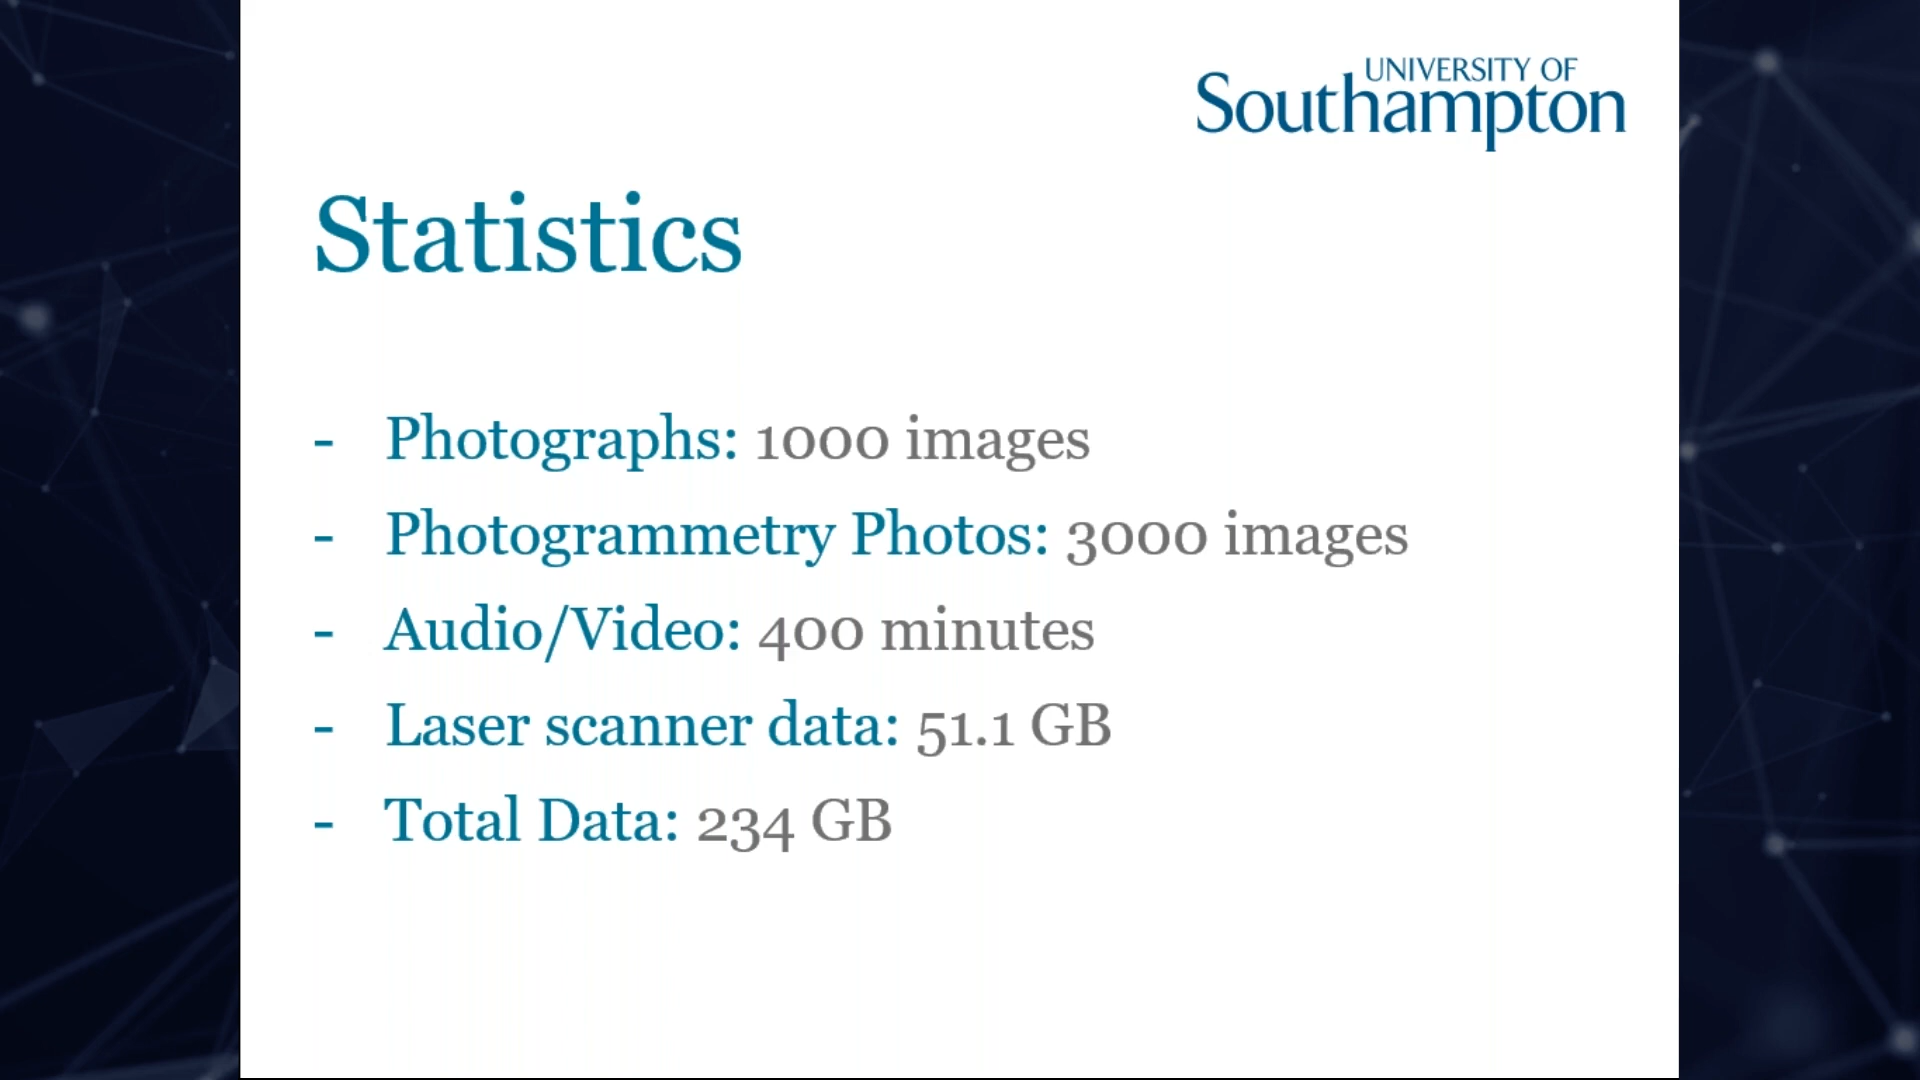 UNIVERSITY OF
Southampton
Statistics
- Photographs: 1000 images
- Photogrammetry Photos: 3000 images
- Audio/Video: 400 minutes
- Laser scanner data: 51.1 GB
- Total Data: 234 GB